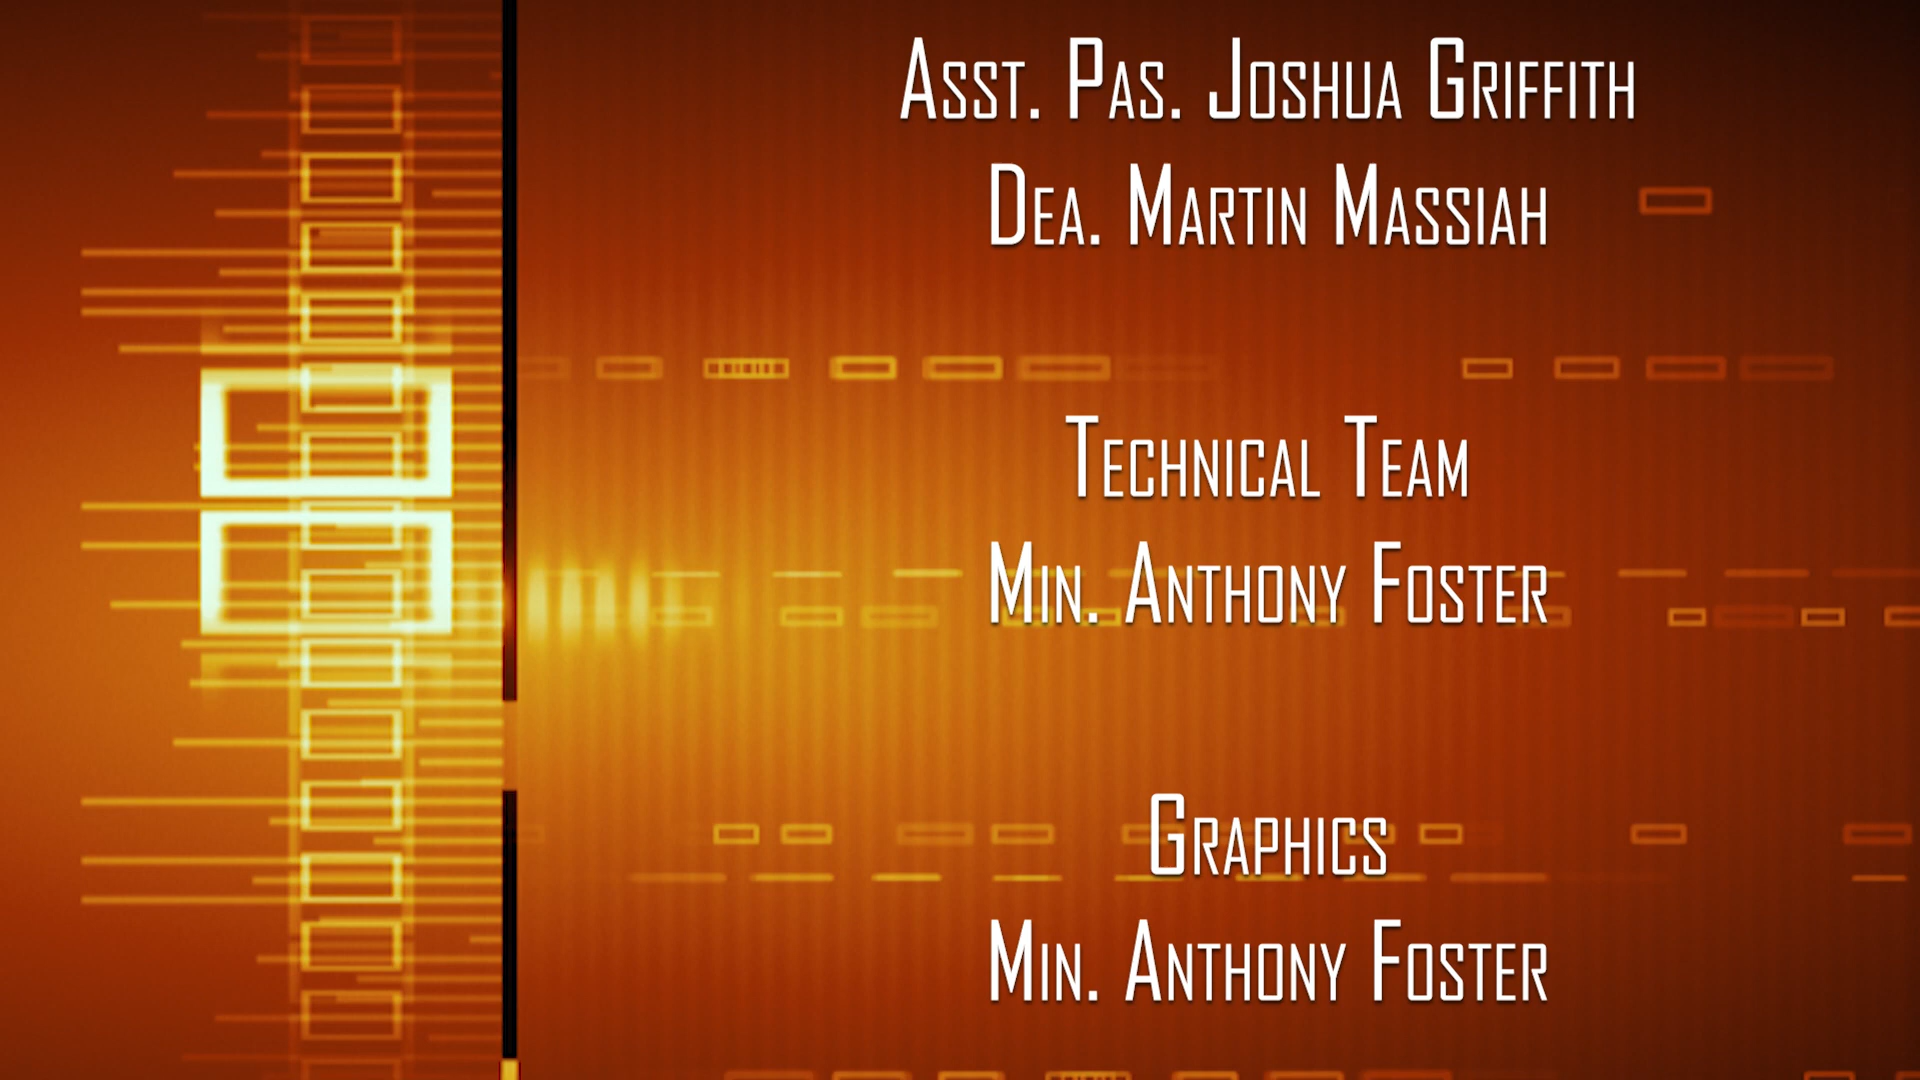 Asst. Pas. Joshua Griffith
Dea. Martin Massiah
Technical Team
Min. Anthony Foster
Graphics
Min. Anthony Foster